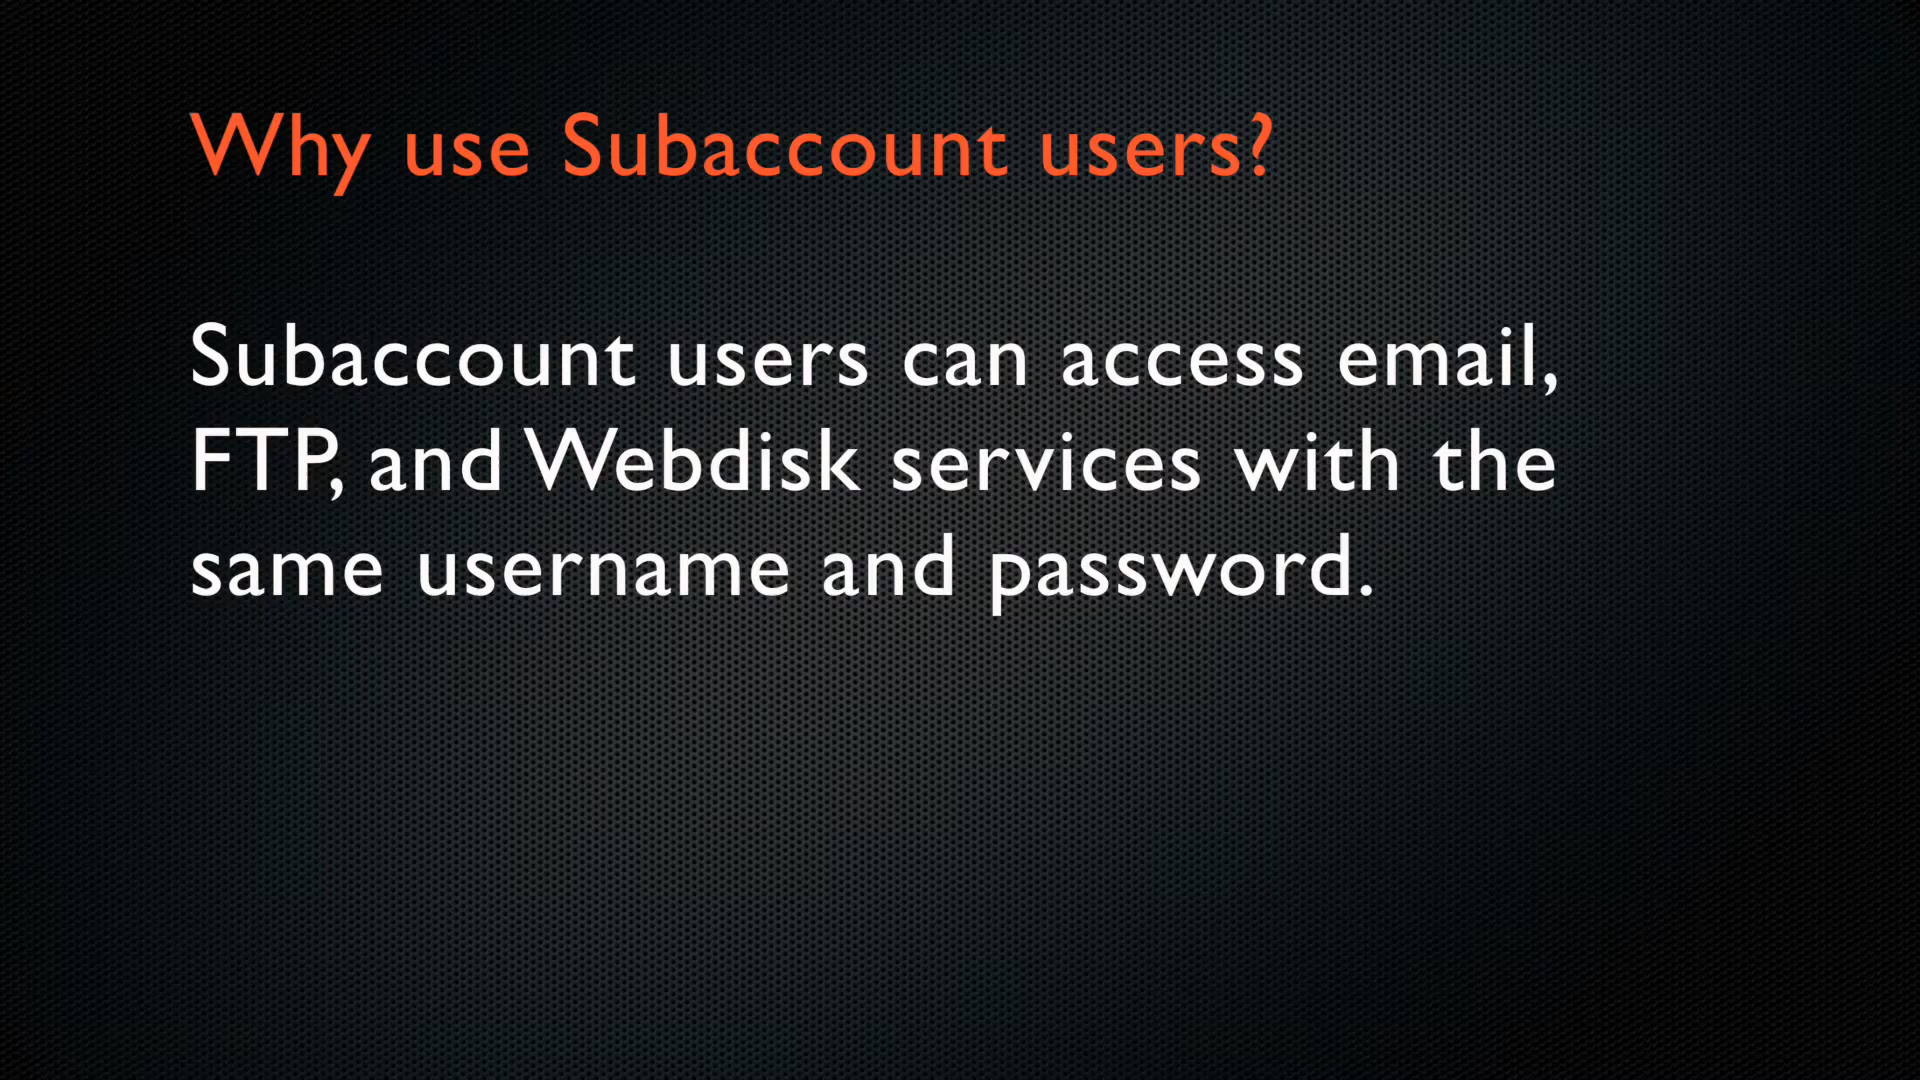 Why use Subaccount users?
Subaccount users can access email,
FTP, and Webdisk services with the
same username and password.